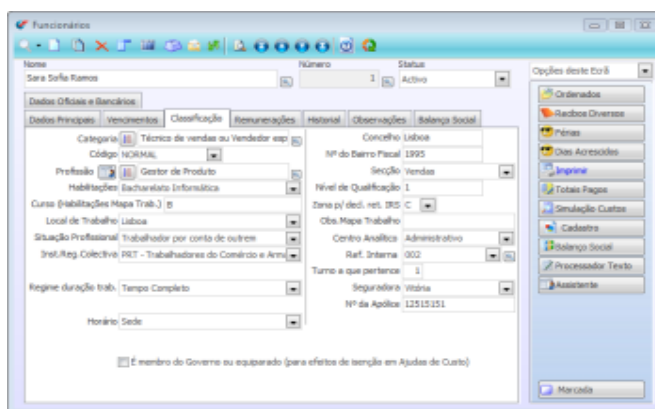 Funcionários
Nome Número Status
Sara Sofia Ramos 1 Activo
Dados Oficiais e Bancários
Dados Principais Vencimentos Classificação Remunerações Historial Observações Balança Social
Categoria Técnico de vendas ou Vendedor esp Concelho Lisboa
Código NORMAL Nº do Bairro Fiscal 1995
Profissão Gestor de Produto Secção Vendas
Habilitações Bacharelato Informática Nível de Qualificação 1
Curso (Habilitações Mapa Trab.) B Zona p/ decl. ret. IRS C
Local de Trabalho Lisboa Obs.Mapa Trabalho
Situação Profissional Trabalhador por conta de outrem Centro Analítico Administrativo
Inst.Reg.Colectiva PRT - Trabalhadores do Comércio e Arma Ref. Interna 002
Turno a que pertence 1
Regime duração trab. Tempo Completo Seguradora Vitória
Nº da Apólice 12515151
Horário Sede
É membro do Governo ou equiparado (para efeitos de isenção em Ajudas de Custo)
Opções deste Ecrã
Ordenados
Recibos Diversos
Férias
Dias Acrescidos
Imprimir
Totais Pagos
Simulação Custos
Cadastro
Balanço Social
Processador Texto
Assistente
Marcada